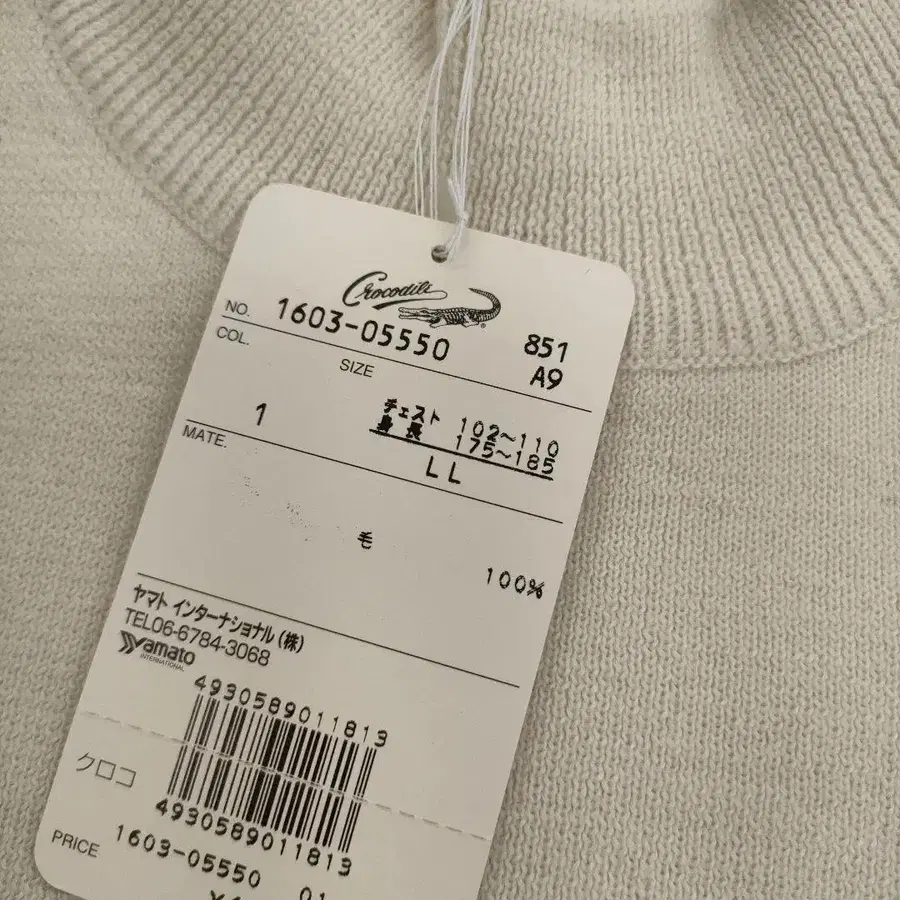 Crocodile
NO. 1603-05550 851
COL. SIZE A9
1 チェスト 102~110
身長 175~185
LL
MATE.
毛 100%
ヤマト インターナショナル(株)
TEL06-6784-3068
Yamato
INTERNATIONAL
4930589011813
クロコ
4930589011813
1603-05550 01
PRICE